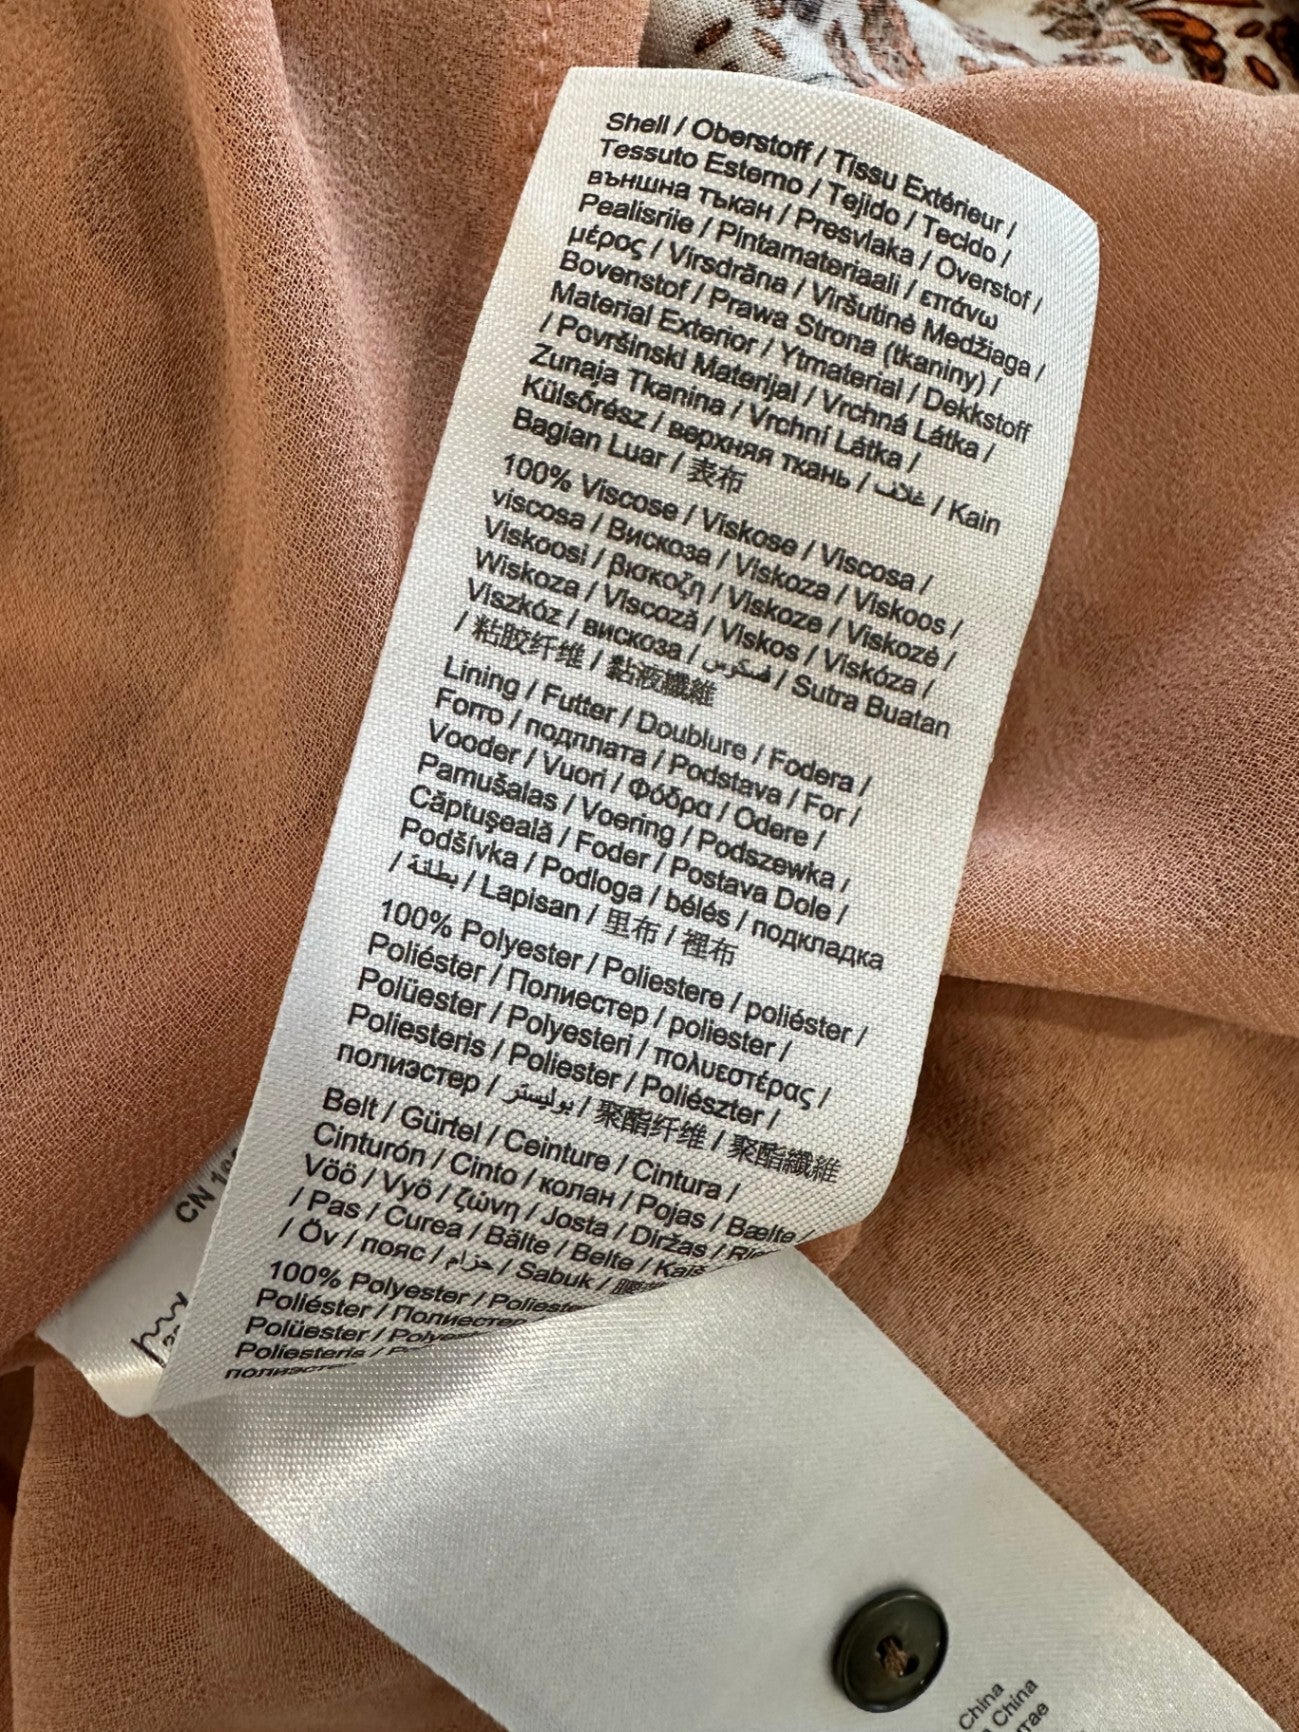 Shell / Oberstoff / Tissu Extérieur /
Tessuto Esterno / Tejido / Tecido /
външна тъкан / Presvlaka / Overstof /
Pealisriie / Pintamateriaali / επάνω
μέρος / Virsdrāna / Viršutinė Medžiaga /
Bovenstof / Prawa Strona (tkaniny) /
Material Exterior / Ytmaterial / Dekkstoff
/ Površinski Materijal / Vrchná Látka /
Zunaja Tkanina / Vrchní Látka /
Külsőrész / верхняя ткань / غلاف / Kain
Bagian Luar / 表布
100% Viscose / Viskose / Viscosa /
viscosa / Вискоза / Viskoza / Viskoos /
Viskoosi / βισκοζη / Viskoze / Viskozė /
Wiskoza / Viscoză / Viskos / Viskóza /
Viszkóz / вискоза / فسكوس / Sutra Buatan
/ 粘胶纤维 / 黏液纖維
Lining / Futter / Doublure / Fodera /
Forro / подплата / Podstava / For /
Vooder / Vuori / Φόδρα / Odere /
Pamušalas / Voering / Podszewka /
Căptuşeală / Foder / Postava Dole /
Podšívka / Podloga / bélés / подкладка
/ بطانة / Lapisan / 里布 / 裡布
100% Polyester / Poliestere / poliéster /
Poliéster / Полиестер / poliester /
Polüester / Polyesteri / πολυεστέρας /
Poliesteris / Poliester / Poliészter /
полиэстер / بوليستر / 聚酯纤维 / 聚酯纖維
Belt / Gürtel / Ceinture / Cintura /
Cinturón / Cinto / колан / Pojas / Bælte /
Vöö / Vyö / ζώνη / Josta / Diržas /
/ Pas / Curea / Bälte / Belte / Kaiš
/ Öv / пояс / حزام / Sabuk /
100% Polyester /
Poliéster / Полиестер
Polüester /
Poliesteris /
полиэстер
CN
China
China